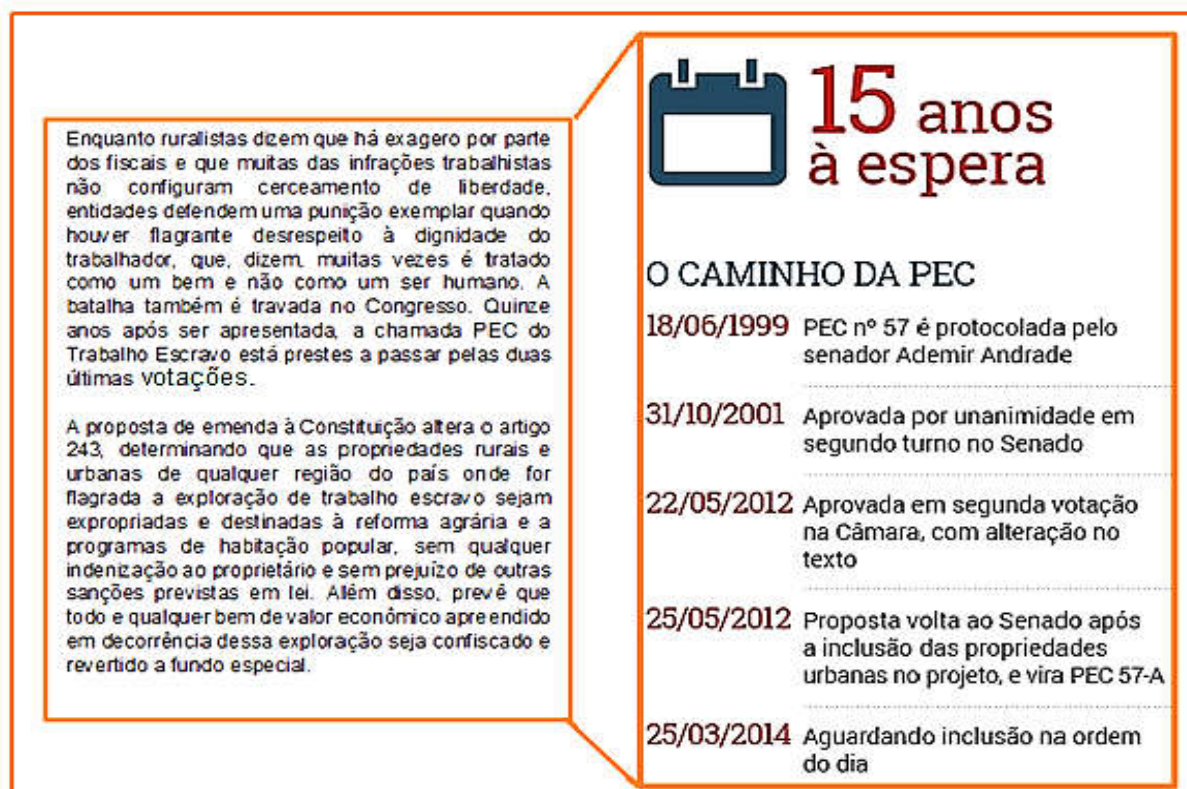 Enquanto ruralistas dizem que há exagero por parte
dos fiscais e que muitas das infrações trabalhistas
não configuram cerceamento de liberdade,
entidades defendem uma punição exemplar quando
houver flagrante desrespeito à dignidade do
trabalhador, que, dizem, muitas vezes é tratado
como um bem e não como um ser humano. A
batalha também é travada no Congresso. Quinze
anos após ser apresentada, a chamada PEC do
Trabalho Escravo está prestes a passar pelas duas
últimas votações.
A proposta de emenda à Constituição altera o artigo
243, determinando que as propriedades rurais e
urbanas de qualquer região do país onde for
flagrada a exploração de trabalho escravo sejam
expropriadas e destinadas à reforma agrária e a
programas de habitação popular, sem qualquer
indenização ao proprietário e sem prejuízo de outras
sanções previstas em lei. Além disso, prevê que
todo e qualquer bem de valor econômico apreendido
em decorrência dessa exploração seja confiscado e
revertido a fundo especial.
15 anos
à espera
O CAMINHO DA PEC
18/06/1999 PEC nº 57 é protocolada pelo
senador Ademir Andrade
31/10/2001 Aprovada por unanimidade em
segundo turno no Senado
22/05/2012 Aprovada em segunda votação
na Câmara, com alteração no
texto
25/05/2012 Proposta volta ao Senado após
a inclusão das propriedades
urbanas no projeto, e vira PEC 57-A
25/03/2014 Aguardando inclusão na ordem
do dia